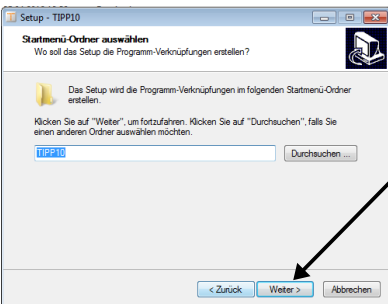 Setup - TIPP10
Startmenü-Ordner auswählen
Wo soll das Setup die Programm-Verknüpfungen erstellen?
Das Setup wird die Programm-Verknüpfungen im folgenden Startmenü-Ordner
erstellen.
Klicken Sie auf "Weiter", um fortzufahren. Klicken Sie auf "Durchsuchen", falls Sie
einen anderen Ordner auswählen möchten.
TIPP10
Durchsuchen ...
< Zurück
Weiter >
Abbrechen